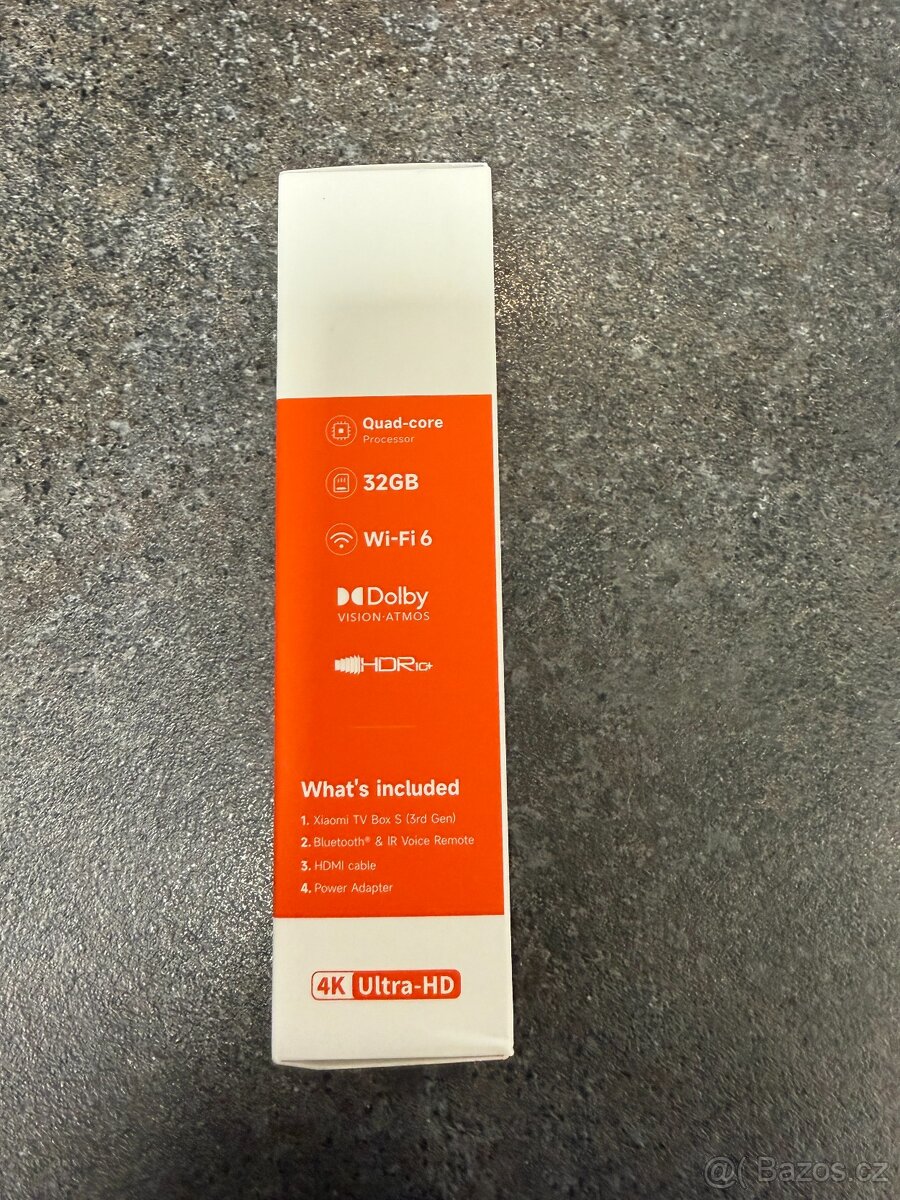 Quad-core
Processor
32GB
Wi-Fi 6
Dolby
VISION·ATMOS
HDR10+
What's included
1. Xiaomi TV Box S (3rd Gen)
2. Bluetooth® & IR Voice Remote
3. HDMI cable
4. Power Adapter
4K Ultra-HD
@( Bazos.cz